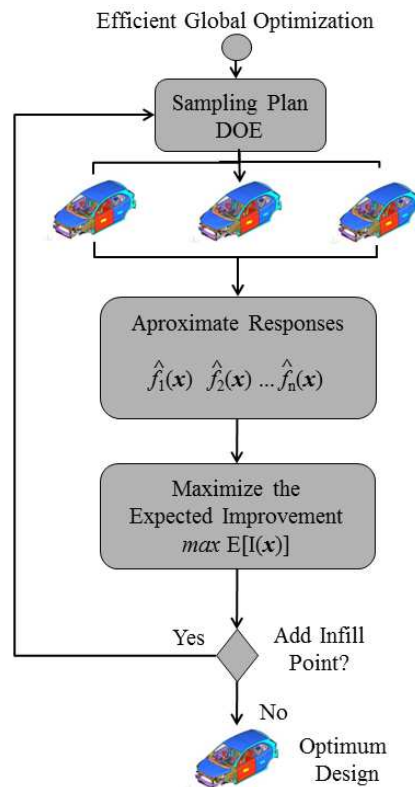 Efficient Global Optimization
Sampling Plan
DOE
Aproximate Responses
f̂₁(x) f̂₂(x) ... f̂ₙ(x)
Maximize the
Expected Improvement
max E[I(x)]
Yes
Add Infill
Point?
No
Optimum
Design